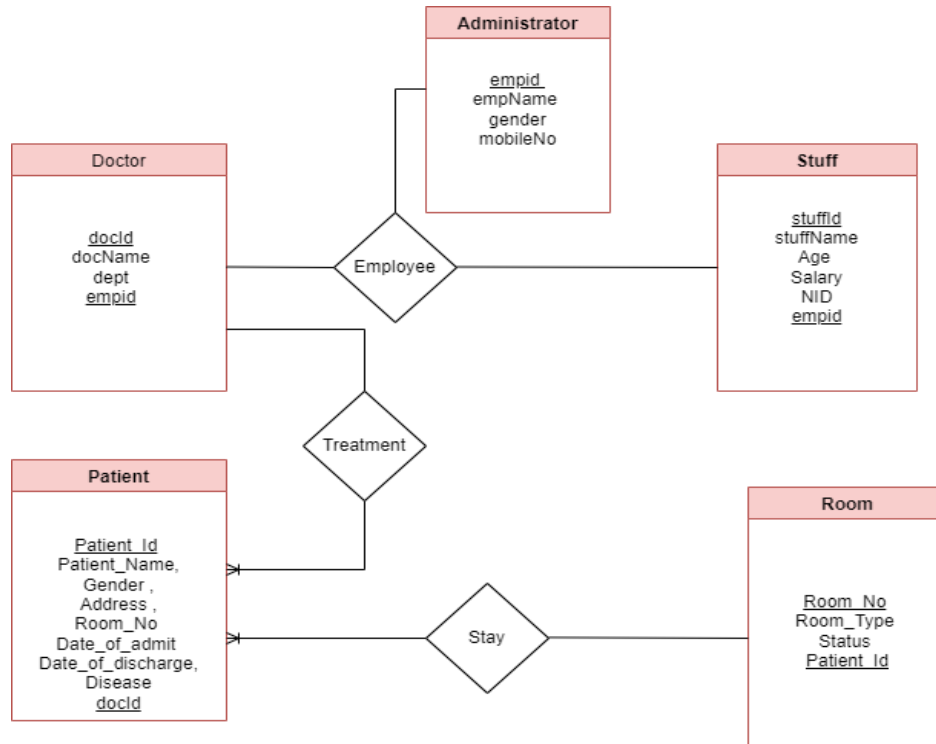 Administrator
empid
empName
gender
mobileNo
Doctor
docId
docName
dept
empid
Employee
Stuff
stuffId
stuffName
Age
Salary
NID
empid
Treatment
Patient
Patient_Id
Patient_Name,
Gender ,
Address ,
Room_No
Date_of_admit
Date_of_discharge,
Disease
docId
Stay
Room
Room_No
Room_Type
Status
Patient_Id